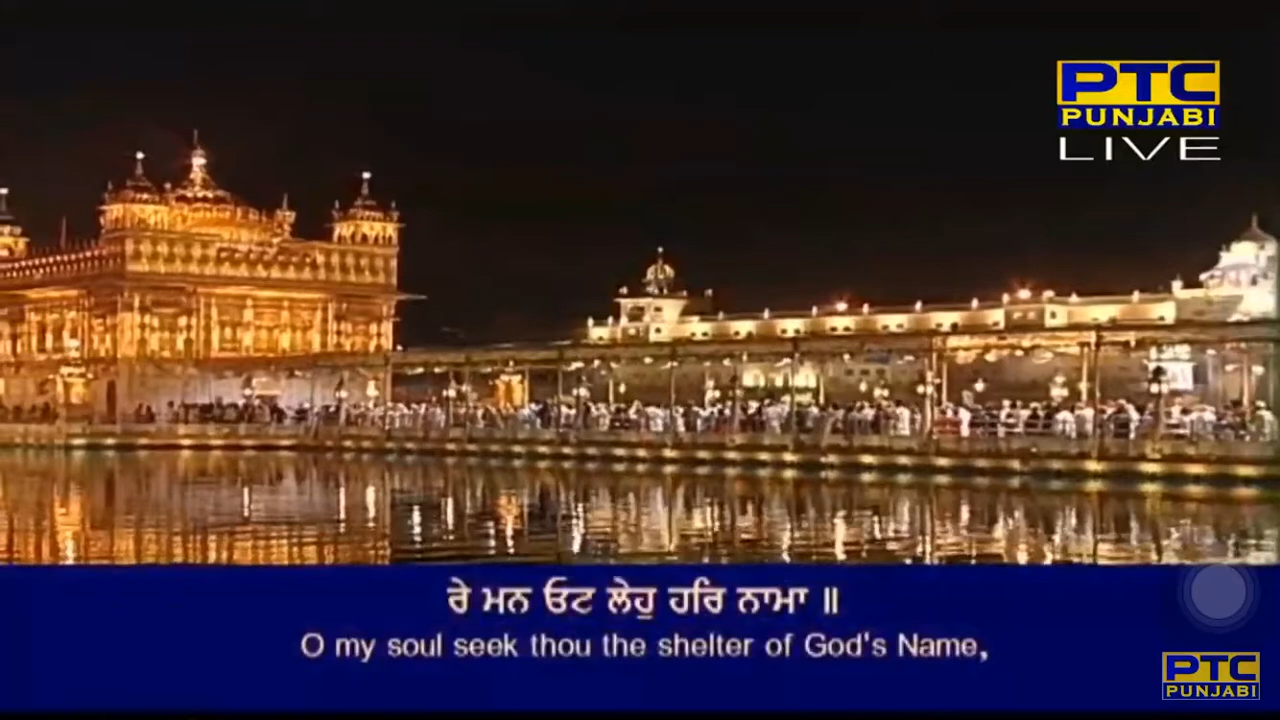 PTC
PUNJABI
LIVE
ਰੇ ਮਨ ਓਟ ਲੇਹੁ ਹਰਿ ਨਾਮਾ ॥
O my soul seek thou the shelter of God's Name,
PTC
PUNJABI